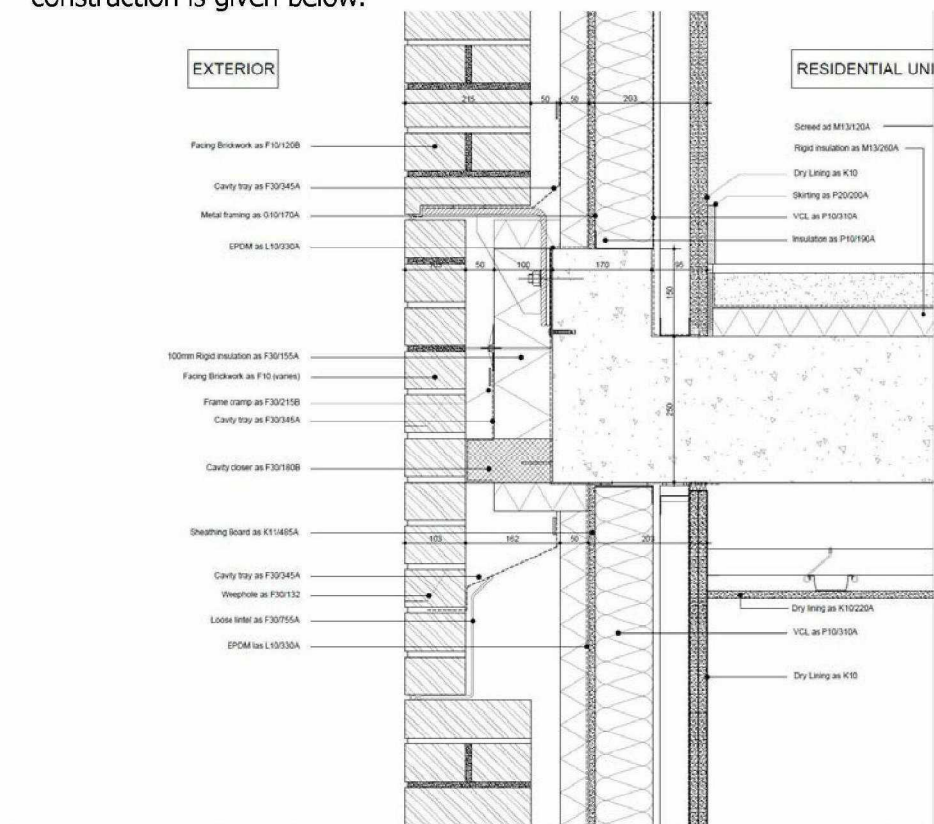 construction is given below.
EXTERIOR
RESIDENTIAL UNI
215
50
50
203
Screed ad M13/120A
Facing Brickwork as F10/120B
Rigid insulation as M13/260A
Dry Lining as K10
Cavity tray as F30/345A
Skirting as P20/200A
Metal framing as G10/170A
VCL as P10/310A
EPDM as L10/330A
Insulation as P10/190A
103
50
100
170
95
150
100mm Rigid insulation as F30/155A
Facing Brickwork as F10 (varies)
Frame cramp as F30/215B
Cavity tray as F30/345A
250
Cavity closer as F30/180B
Sheathing Board as K11/485A
103
162
50
203
Cavity tray as F30/345A
Weephole as F30/132
Dry lining as K10/220A
Loose lintel as F30/755A
VCL as P10/310A
EPDM las L10/330A
Dry Lining as K10